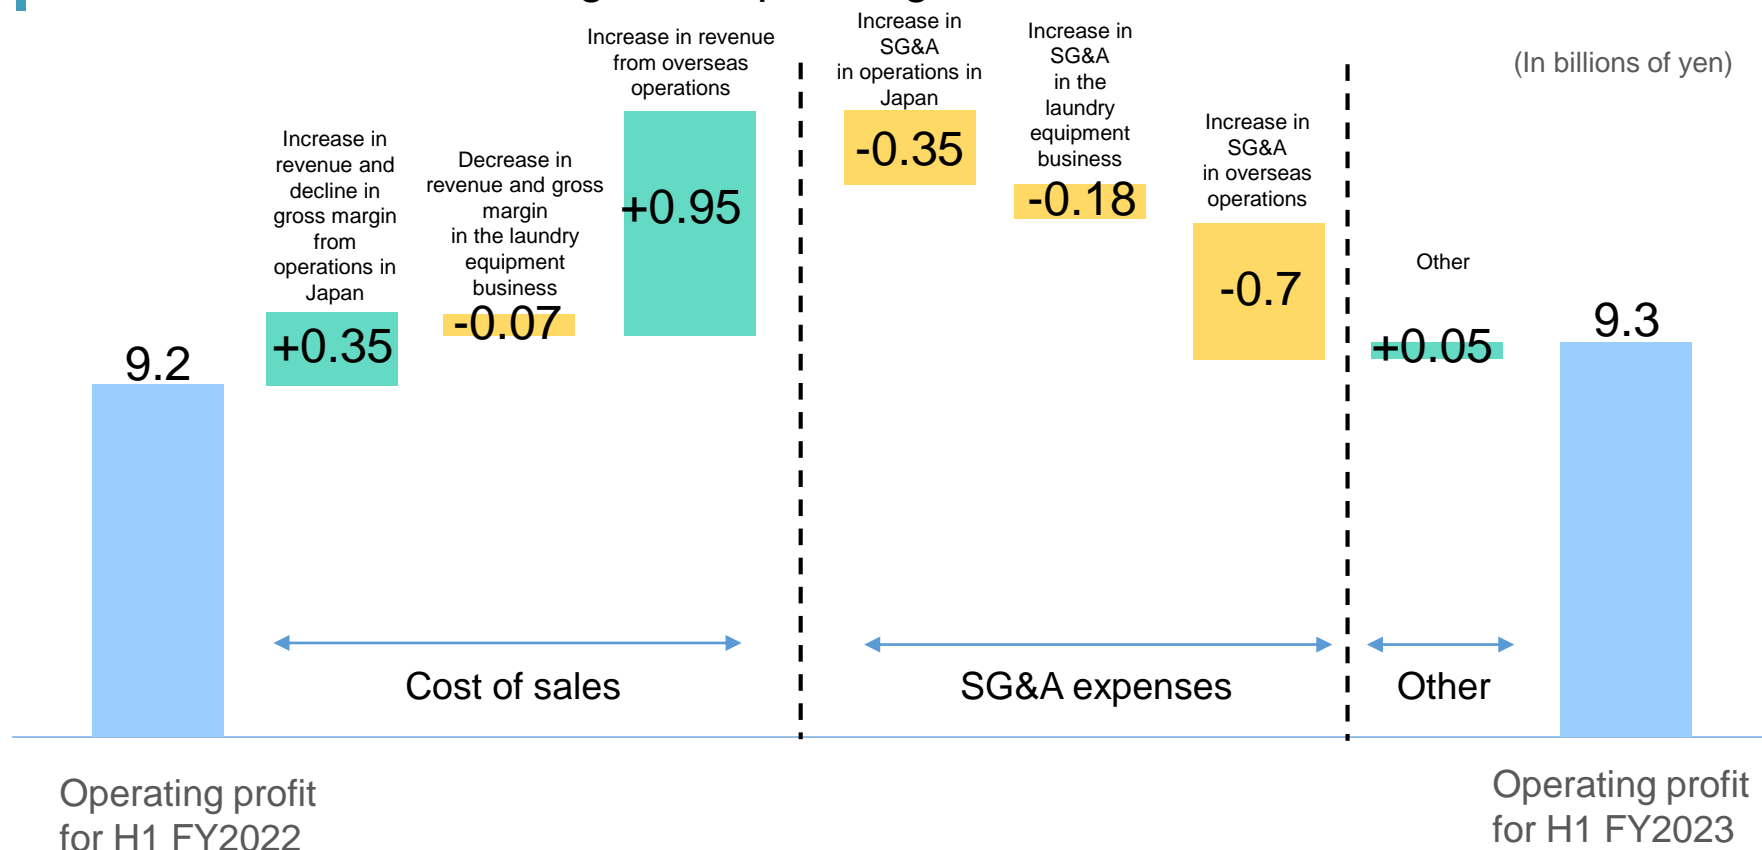 (In billions of yen)
9.2
Increase in
revenue and
decline in
gross margin
from
operations in
Japan
+0.35
Decrease in
revenue and gross
margin
in the laundry
equipment
business
-0.07
Increase in revenue
from overseas
operations
+0.95
Increase in
SG&A
in operations in
Japan
-0.35
Increase in
SG&A
in the
laundry
equipment
business
-0.18
Increase in
SG&A
in overseas
operations
-0.7
Other
+0.05
9.3
Cost of sales
SG&A expenses
Other
Operating profit
for H1 FY2022
Operating profit
for H1 FY2023